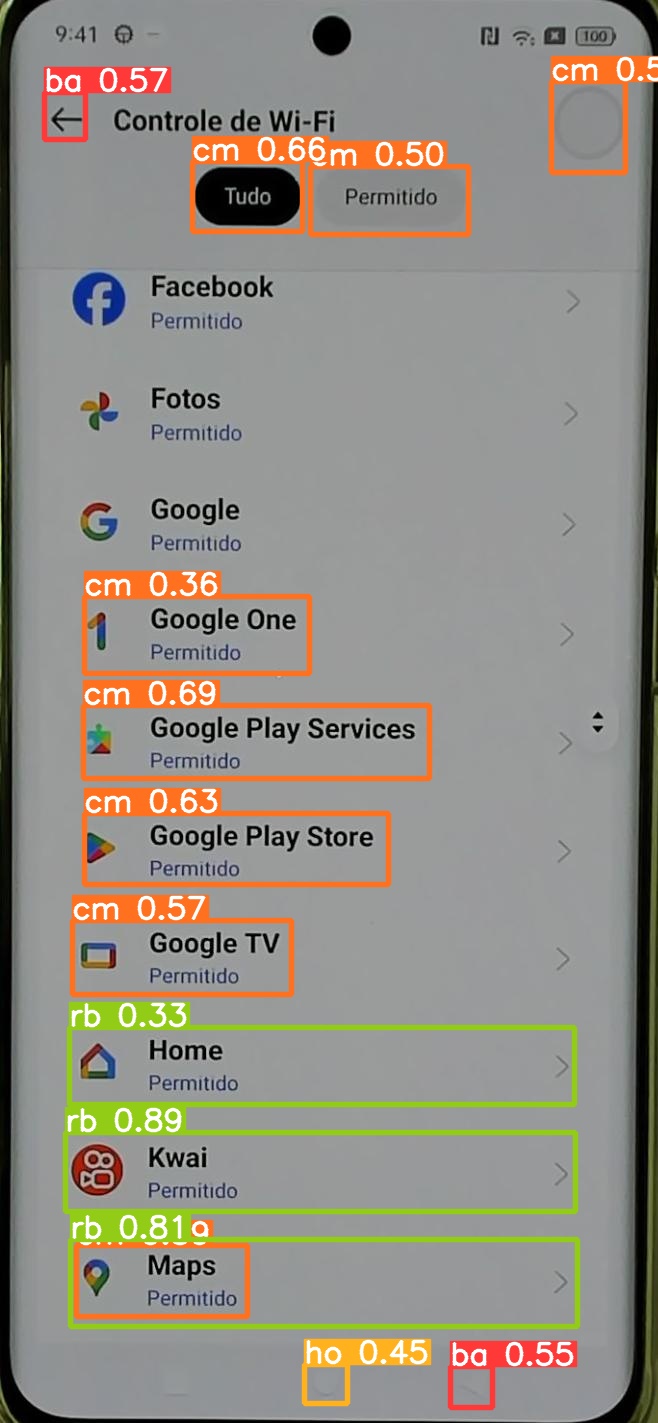 9:41
100
ba 0.57
cm 0.5
Controle de Wi-Fi
cm 0.66
m 0.50
Tudo
Permitido
Facebook
Permitido
Fotos
Permitido
Google
Permitido
cm 0.36
Google One
Permitido
cm 0.69
Google Play Services
Permitido
cm 0.63
Google Play Store
Permitido
cm 0.57
Google TV
Permitido
rb 0.33
Home
Permitido
rb 0.89
Kwai
Permitido
rb 0.81
Maps
Permitido
ho 0.45
ba 0.55